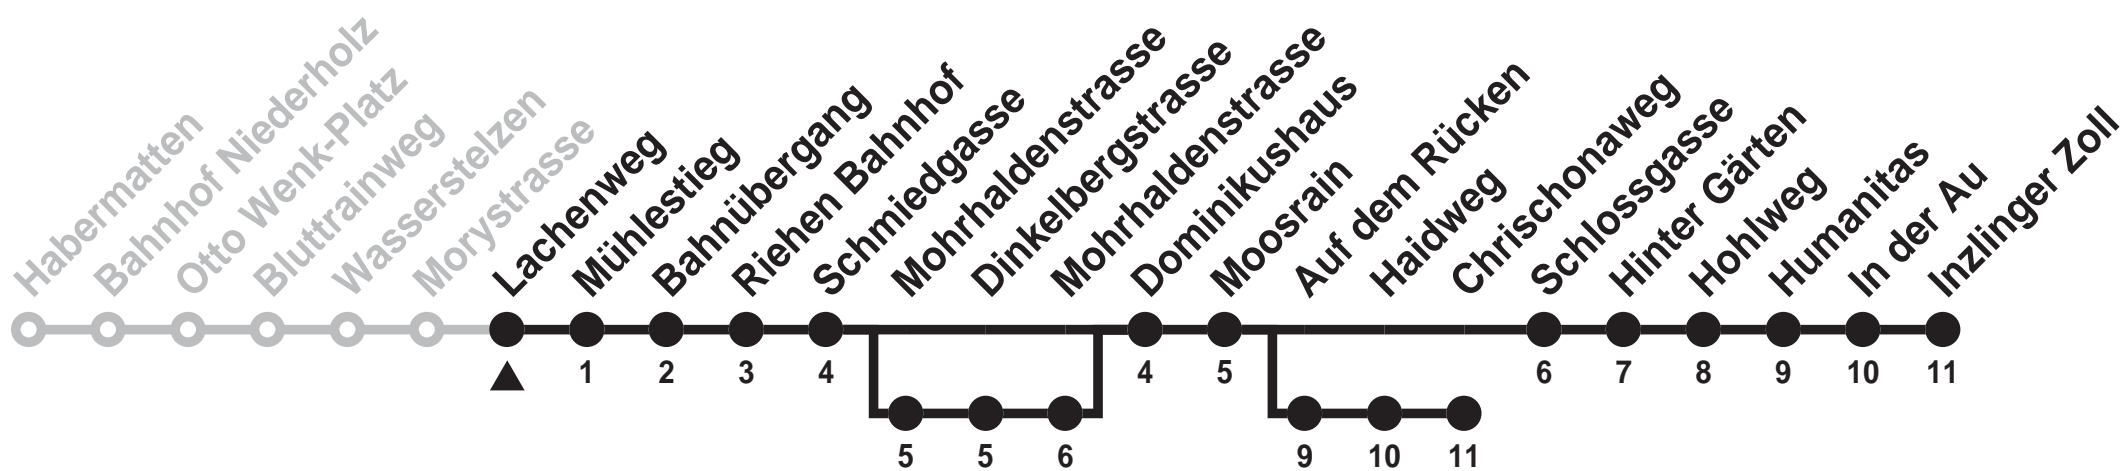 Habermatten
Bahnhof Niederholz
Otto Wenk-Platz
Bluttrainweg
Wasserstelzen
Morystrasse
Lachenweg
Mühlestieg
Bahnübergang
Riehen Bahnhof
Schmiedgasse
Mohrhaldenstrasse
Dinkelbergstrasse
Mohrhaldenstrasse
Dominikushaus
Moosrain
Auf dem Rücken
Haidweg
Chrischonaweg
Schlossgasse
Hinter Gärten
Hohlweg
Humanitas
In der Au
Inzlinger Zoll
1 2 3 4 4 5 6 7 8 9 10 11
5 5 6 9 10 11